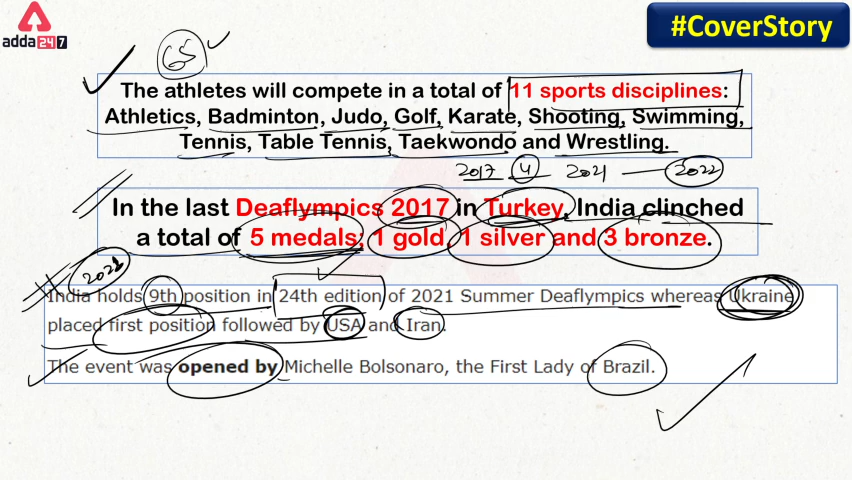 adda247
#CoverStory
65
The athletes will compete in a total of 11 sports disciplines:
Athletics, Badminton, Judo, Golf, Karate, Shooting, Swimming,
Tennis, Table Tennis, Taekwondo and Wrestling.
2017 4 2021 2022
In the last Deaflympics 2017 in Turkey, India clinched
a total of 5 medals, 1 gold, 1 silver and 3 bronze.
2021
India holds 9th position in 24th edition of 2021 Summer Deaflympics whereas Ukraine
placed first position followed by USA and Iran.
The event was opened by Michelle Bolsonaro, the First Lady of Brazil.